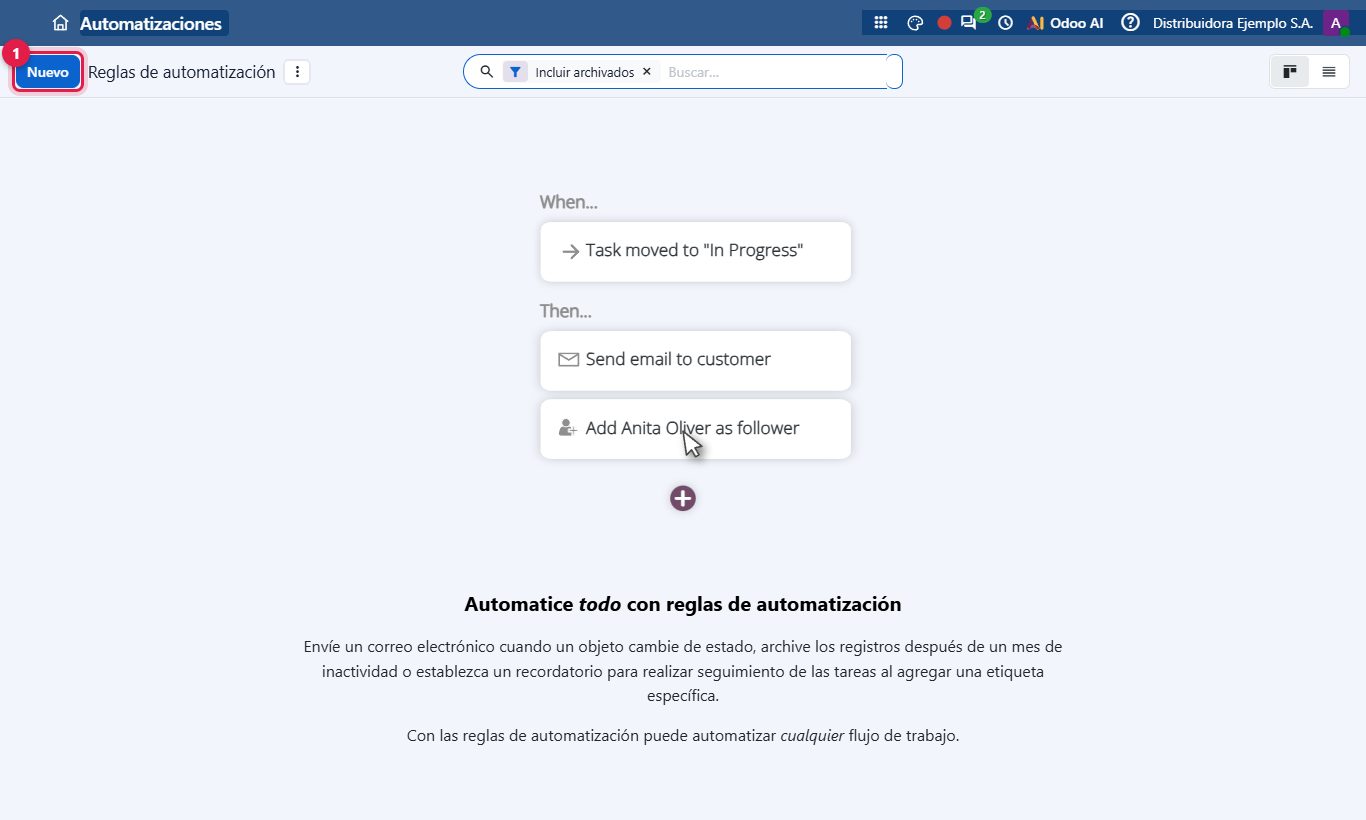 Automatizaciones
2
Odoo AI
Distribuidora Ejemplo S.A.
A
1
Nuevo
Reglas de automatización
Incluir archivados
Buscar...
When...
Task moved to "In Progress"
Then...
Send email to customer
Add Anita Oliver as follower
Automatice todo con reglas de automatización
Envíe un correo electrónico cuando un objeto cambie de estado, archive los registros después de un mes de
inactividad o establezca un recordatorio para realizar seguimiento de las tareas al agregar una etiqueta
específica.
Con las reglas de automatización puede automatizar cualquier flujo de trabajo.